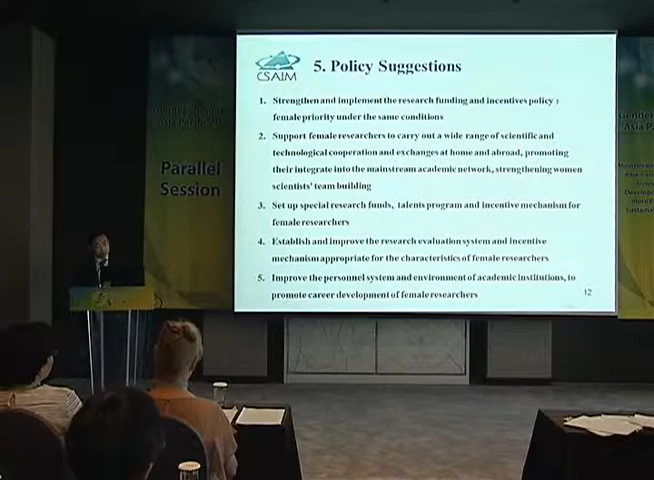 CSAIM
5. Policy Suggestions
1. Strengthen and implement the research funding and incentives policy :
female priority under the same conditions
2. Support female researchers to carry out a wide range of scientific and
technological cooperation and exchanges at home and abroad, promoting
their integrate into the mainstream academic network, strengthening women
scientists' team building
3. Set up special research funds, talents program and incentive mechanism for
female researchers
4. Establish and improve the research evaluation system and incentive
mechanism appropriate for the characteristics of female researchers
5. Improve the personnel system and environment of academic institutions, to
promote career development of female researchers
12
Parallel
Session
Asia